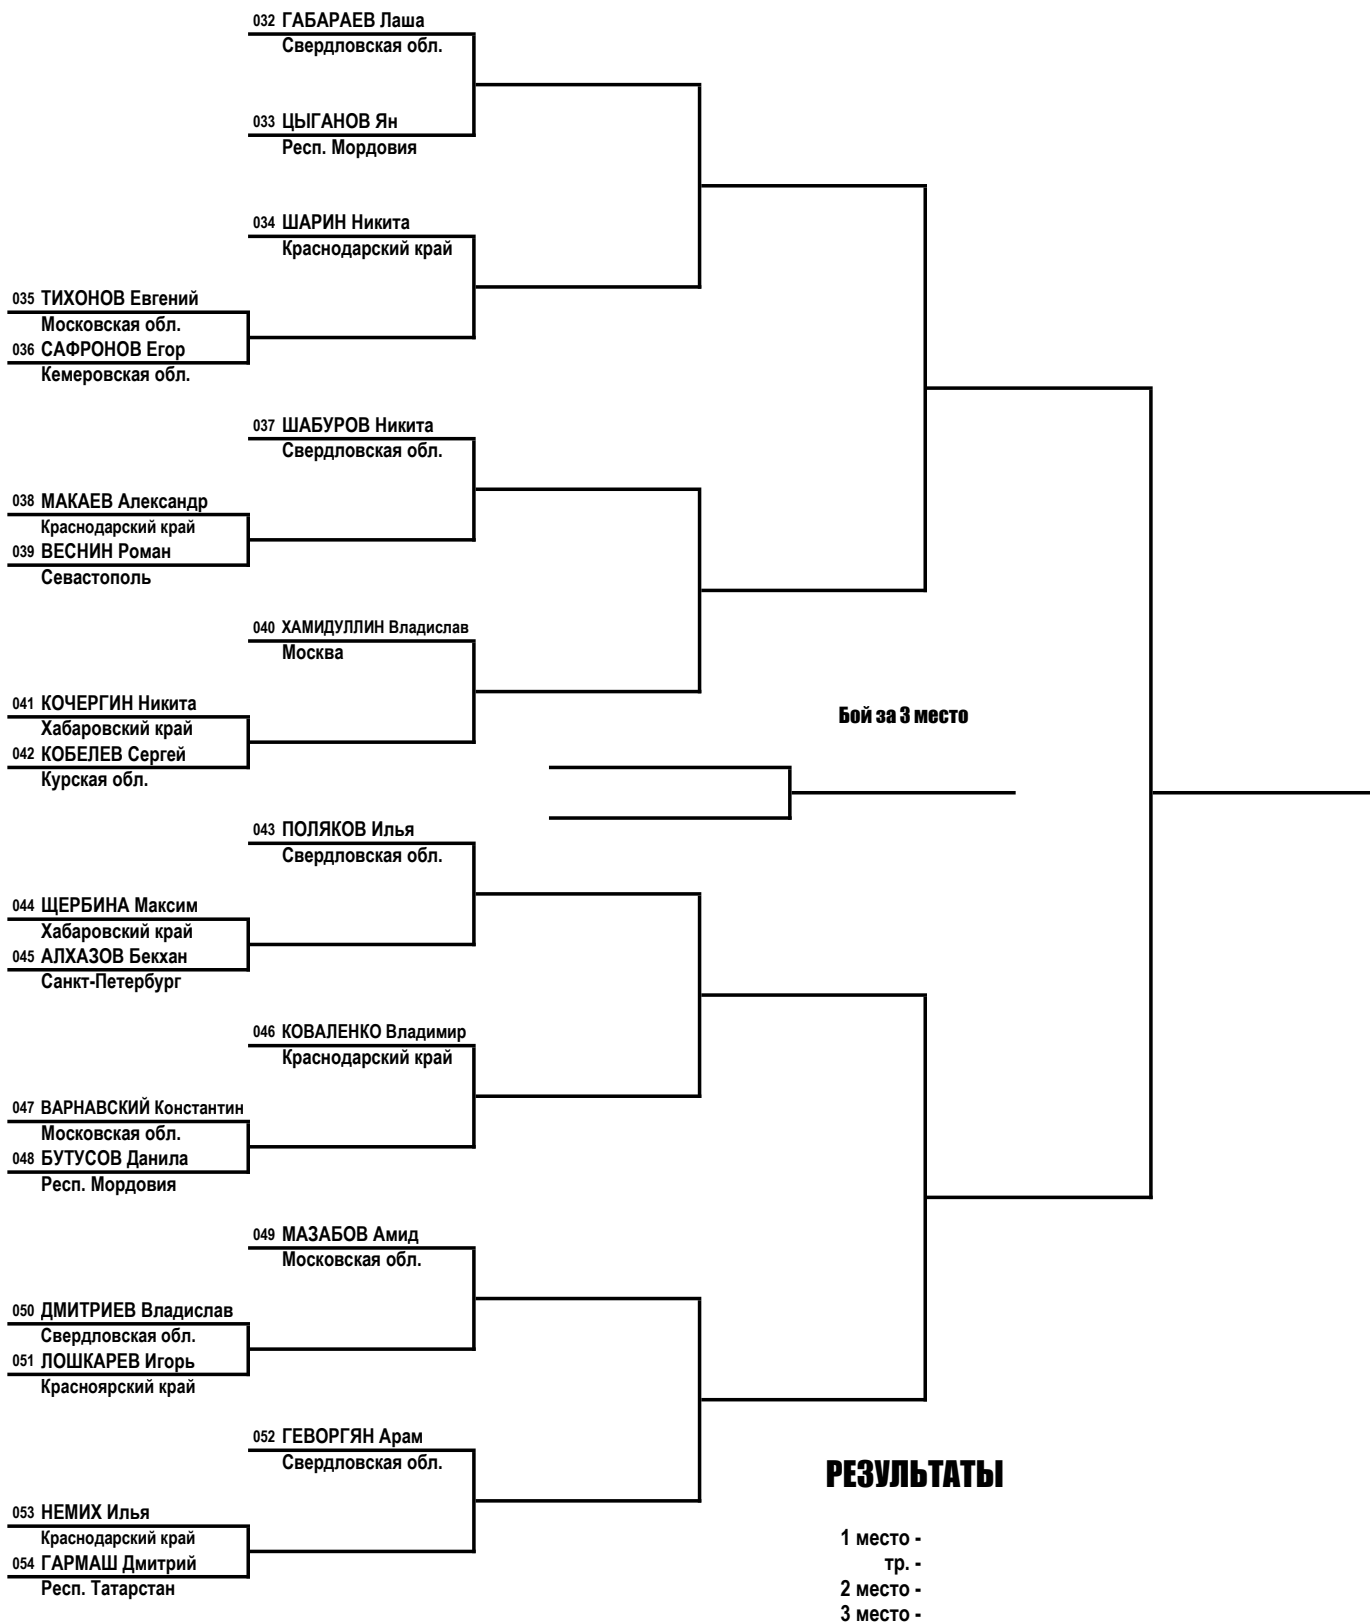 032 ГАБАРАЕВ Лаша
Свердловская обл.
033 ЦЫГАНОВ Ян
Респ. Мордовия
034 ШАРИН Никита
Краснодарский край
035 ТИХОНОВ Евгений
Московская обл.
036 САФРОНОВ Егор
Кемеровская обл.
037 ШАБУРОВ Никита
Свердловская обл.
038 МАКАЕВ Александр
Краснодарский край
039 ВЕСНИН Роман
Севастополь
040 ХАМИДУЛЛИН Владислав
Москва
041 КОЧЕРГИН Никита
Хабаровский край
042 КОБЕЛЕВ Сергей
Курская обл.
Бой за 3 место
043 ПОЛЯКОВ Илья
Свердловская обл.
044 ЩЕРБИНА Максим
Хабаровский край
045 АЛХАЗОВ Бекхан
Санкт-Петербург
046 КОВАЛЕНКО Владимир
Краснодарский край
047 ВАРНАВСКИЙ Константин
Московская обл.
048 БУТУСОВ Данила
Респ. Мордовия
049 МАЗАБОВ Амид
Московская обл.
050 ДМИТРИЕВ Владислав
Свердловская обл.
051 ЛОШКАРЕВ Игорь
Красноярский край
052 ГЕВОРГЯН Арам
Свердловская обл.
053 НЕМИХ Илья
Краснодарский край
054 ГАРМАШ Дмитрий
Респ. Татарстан
РЕЗУЛЬТАТЫ
1 место -
тр. -
2 место -
3 место -